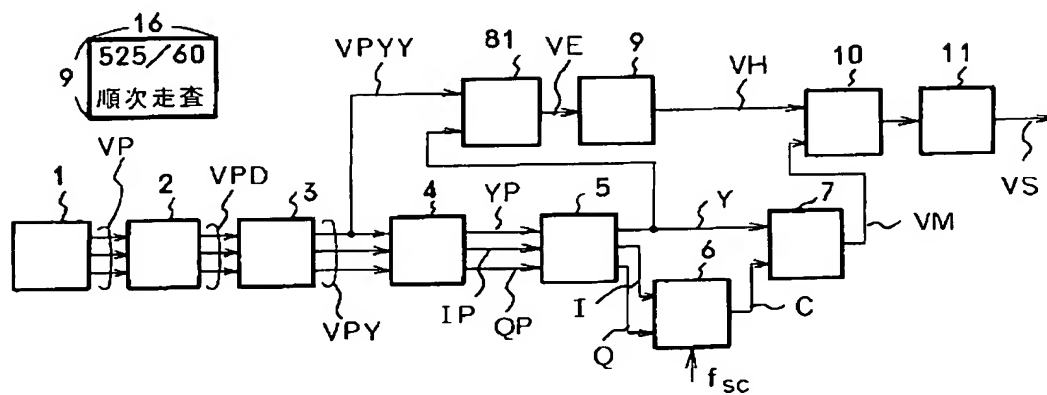 16
9
525/60
順次走査
VPYY
81
VE
9
VH
10
11
VS
1
VP
2
VPD
3
VPY
4
YP
IP
QP
5
Y
I
Q
6
fsc
C
7
VM